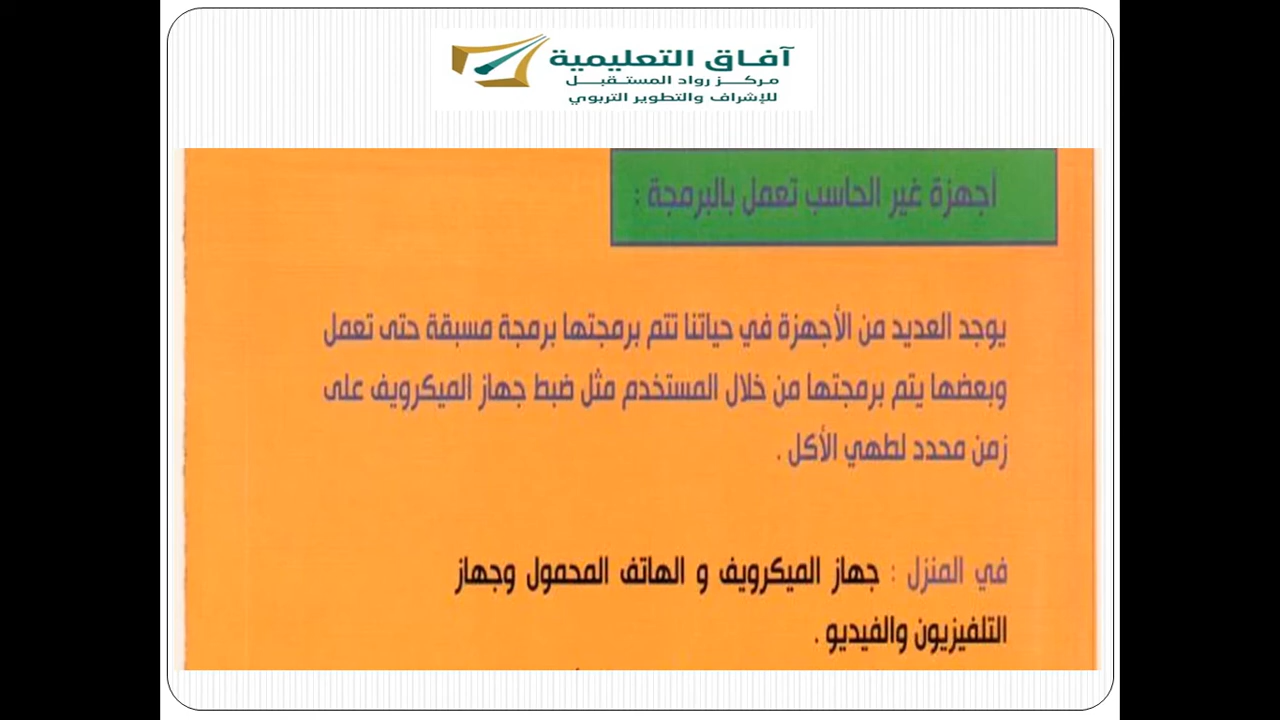 آفاق التعليمية
مركز رواد المستقبل
للإشراف والتطوير التربوي
أجهزة غير الحاسب تعمل بالبرمجة :
يوجد العديد من الأجهزة في حياتنا تتم برمجتها برمجة مسبقة حتى تعمل
وبعضها يتم برمجتها من خلال المستخدم مثل ضبط جهاز الميكرويف على
زمن محدد لطهي الأكل .
في المنزل : جهاز الميكرويف و الهاتف المحمول وجهاز
التلفيزيون والفيديو .